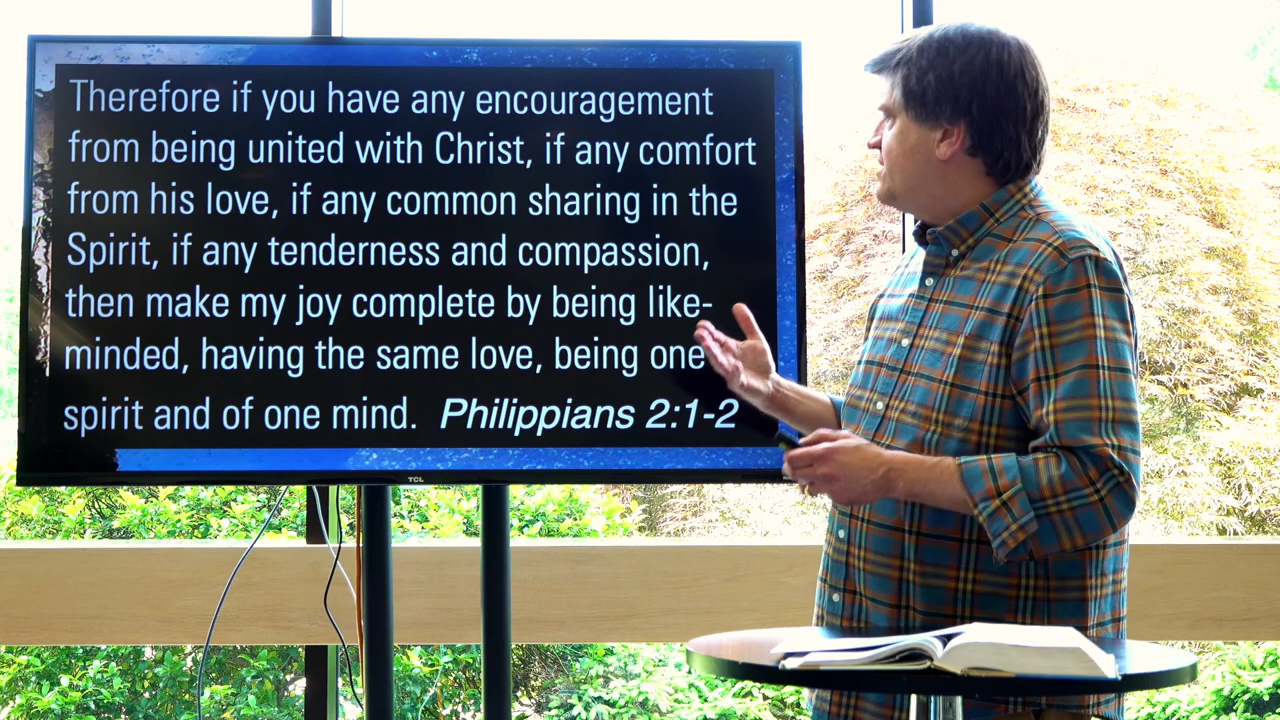 Therefore if you have any encouragement
from being united with Christ, if any comfort
from his love, if any common sharing in the
Spirit, if any tenderness and compassion,
then make my joy complete by being like-
minded, having the same love, being one
spirit and of one mind. Philippians 2:1-2
TCL